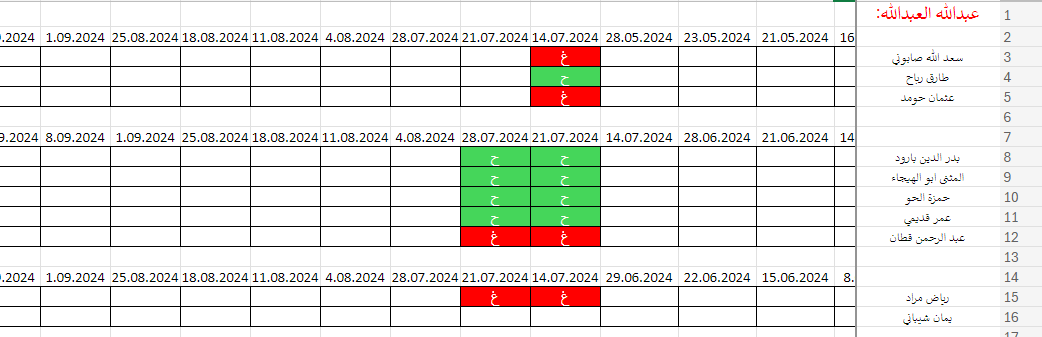 عبدالله العبدالله: 1
16 21.05.2024 23.05.2024 28.05.2024 14.07.2024 21.07.2024 28.07.2024 4.08.2024 11.08.2024 18.08.2024 25.08.2024 1.09.2024 9.2024 2
سعد الله صابوني غ 3
طارق رباح ح 4
عثمان حومد غ 5
6
14 21.06.2024 28.06.2024 14.07.2024 21.07.2024 28.07.2024 4.08.2024 11.08.2024 18.08.2024 25.08.2024 1.09.2024 8.09.2024 9.2024 7
بدر الدين بارود ح ح 8
المثنى ابو الهيجاء ح ح 9
حمزة الحو ح ح 10
عمر قديمي ح ح 11
عبد الرحمن قطان غ غ 12
13
8. 15.06.2024 22.06.2024 29.06.2024 14.07.2024 21.07.2024 28.07.2024 4.08.2024 11.08.2024 18.08.2024 25.08.2024 1.09.2024 9.2024 14
رياض مراد غ غ 15
يمان شيباني 16